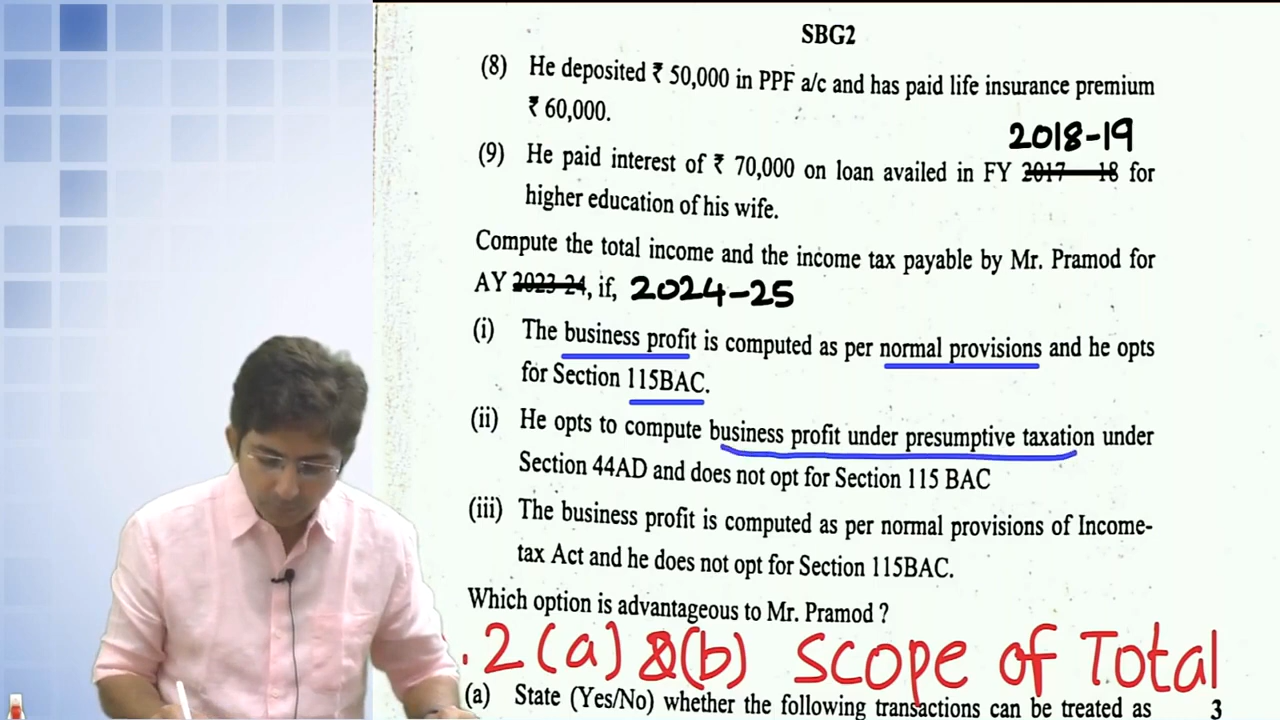 SBG2
(8) He deposited ₹ 50,000 in PPF a/c and has paid life insurance premium
₹ 60,000.
2018-19
(9) He paid interest of ₹ 70,000 on loan availed in FY 2017-18 for
higher education of his wife.
Compute the total income and the income tax payable by Mr. Pramod for
AY 2023-24, if, 2024-25
(i) The business profit is computed as per normal provisions and he opts
for Section 115BAC.
(ii) He opts to compute business profit under presumptive taxation under
Section 44AD and does not opt for Section 115 BAC
(iii) The business profit is computed as per normal provisions of Income-
tax Act and he does not opt for Section 115BAC.
Which option is advantageous to Mr. Pramod ?
.2(a) &(b) Scope of Total
(a) State (Yes/No) whether the following transactions can be treated as 3